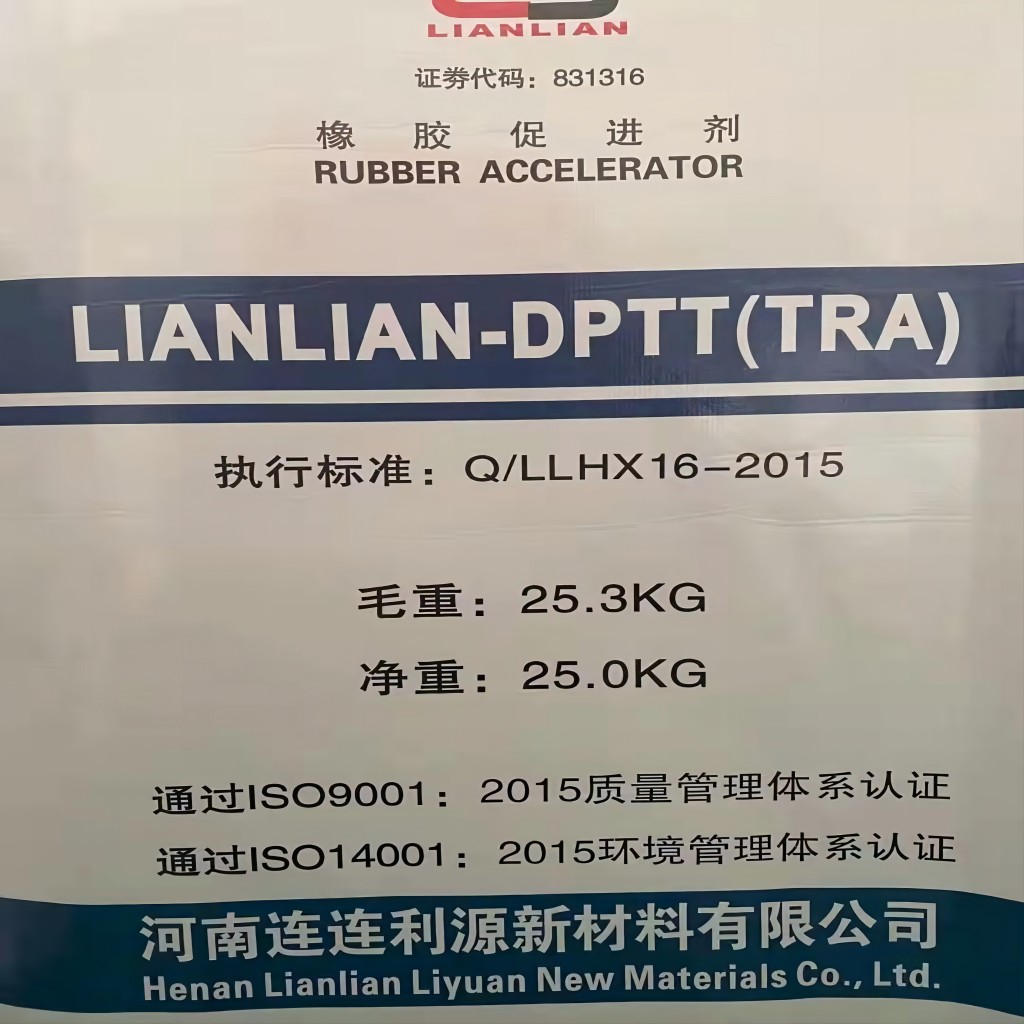 LIANLIAN
证券代码：831316
橡胶促进剂
RUBBER ACCELERATOR
LIANLIAN-DPTT(TRA)
执行标准：Q/LLHX16-2015
毛重：25.3KG
净重：25.0KG
通过ISO9001：2015质量管理体系认证
通过ISO14001：2015环境管理体系认证
河南连连利源新材料有限公司
Henan Lianlian Liyuan New Materials Co., Ltd.